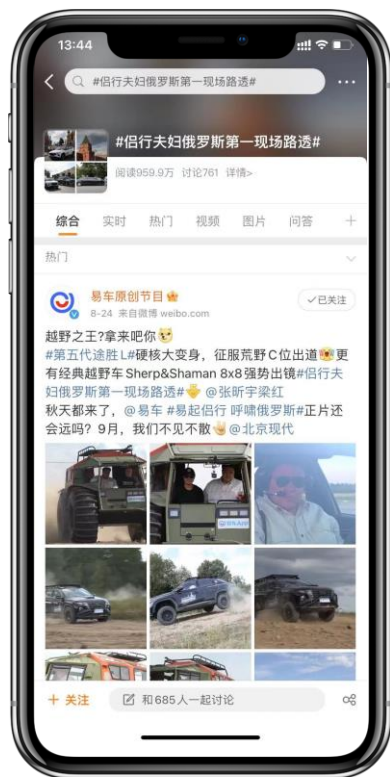 13:44
#侣行夫妇俄罗斯第一现场路透#
#侣行夫妇俄罗斯第一现场路透#
阅读959.9万 讨论761 详情>
综合 实时 热门 视频 图片 问答
热门
易车原创节目
✓已关注
8-24 来自微博 weibo.com
越野之王?拿来吧你
#第五代途胜L#硬核大变身，征服荒野C位出道 更
有经典越野车Sherp&Shaman 8x8强势出镜#侣行夫
妇俄罗斯第一现场路透# @张昕宇梁红
秋天都来了，@易车 #易起侣行 呼啸俄罗斯#正片还
会远吗？9月，我们不见不散 @北京现代
+ 关注
和685人一起讨论